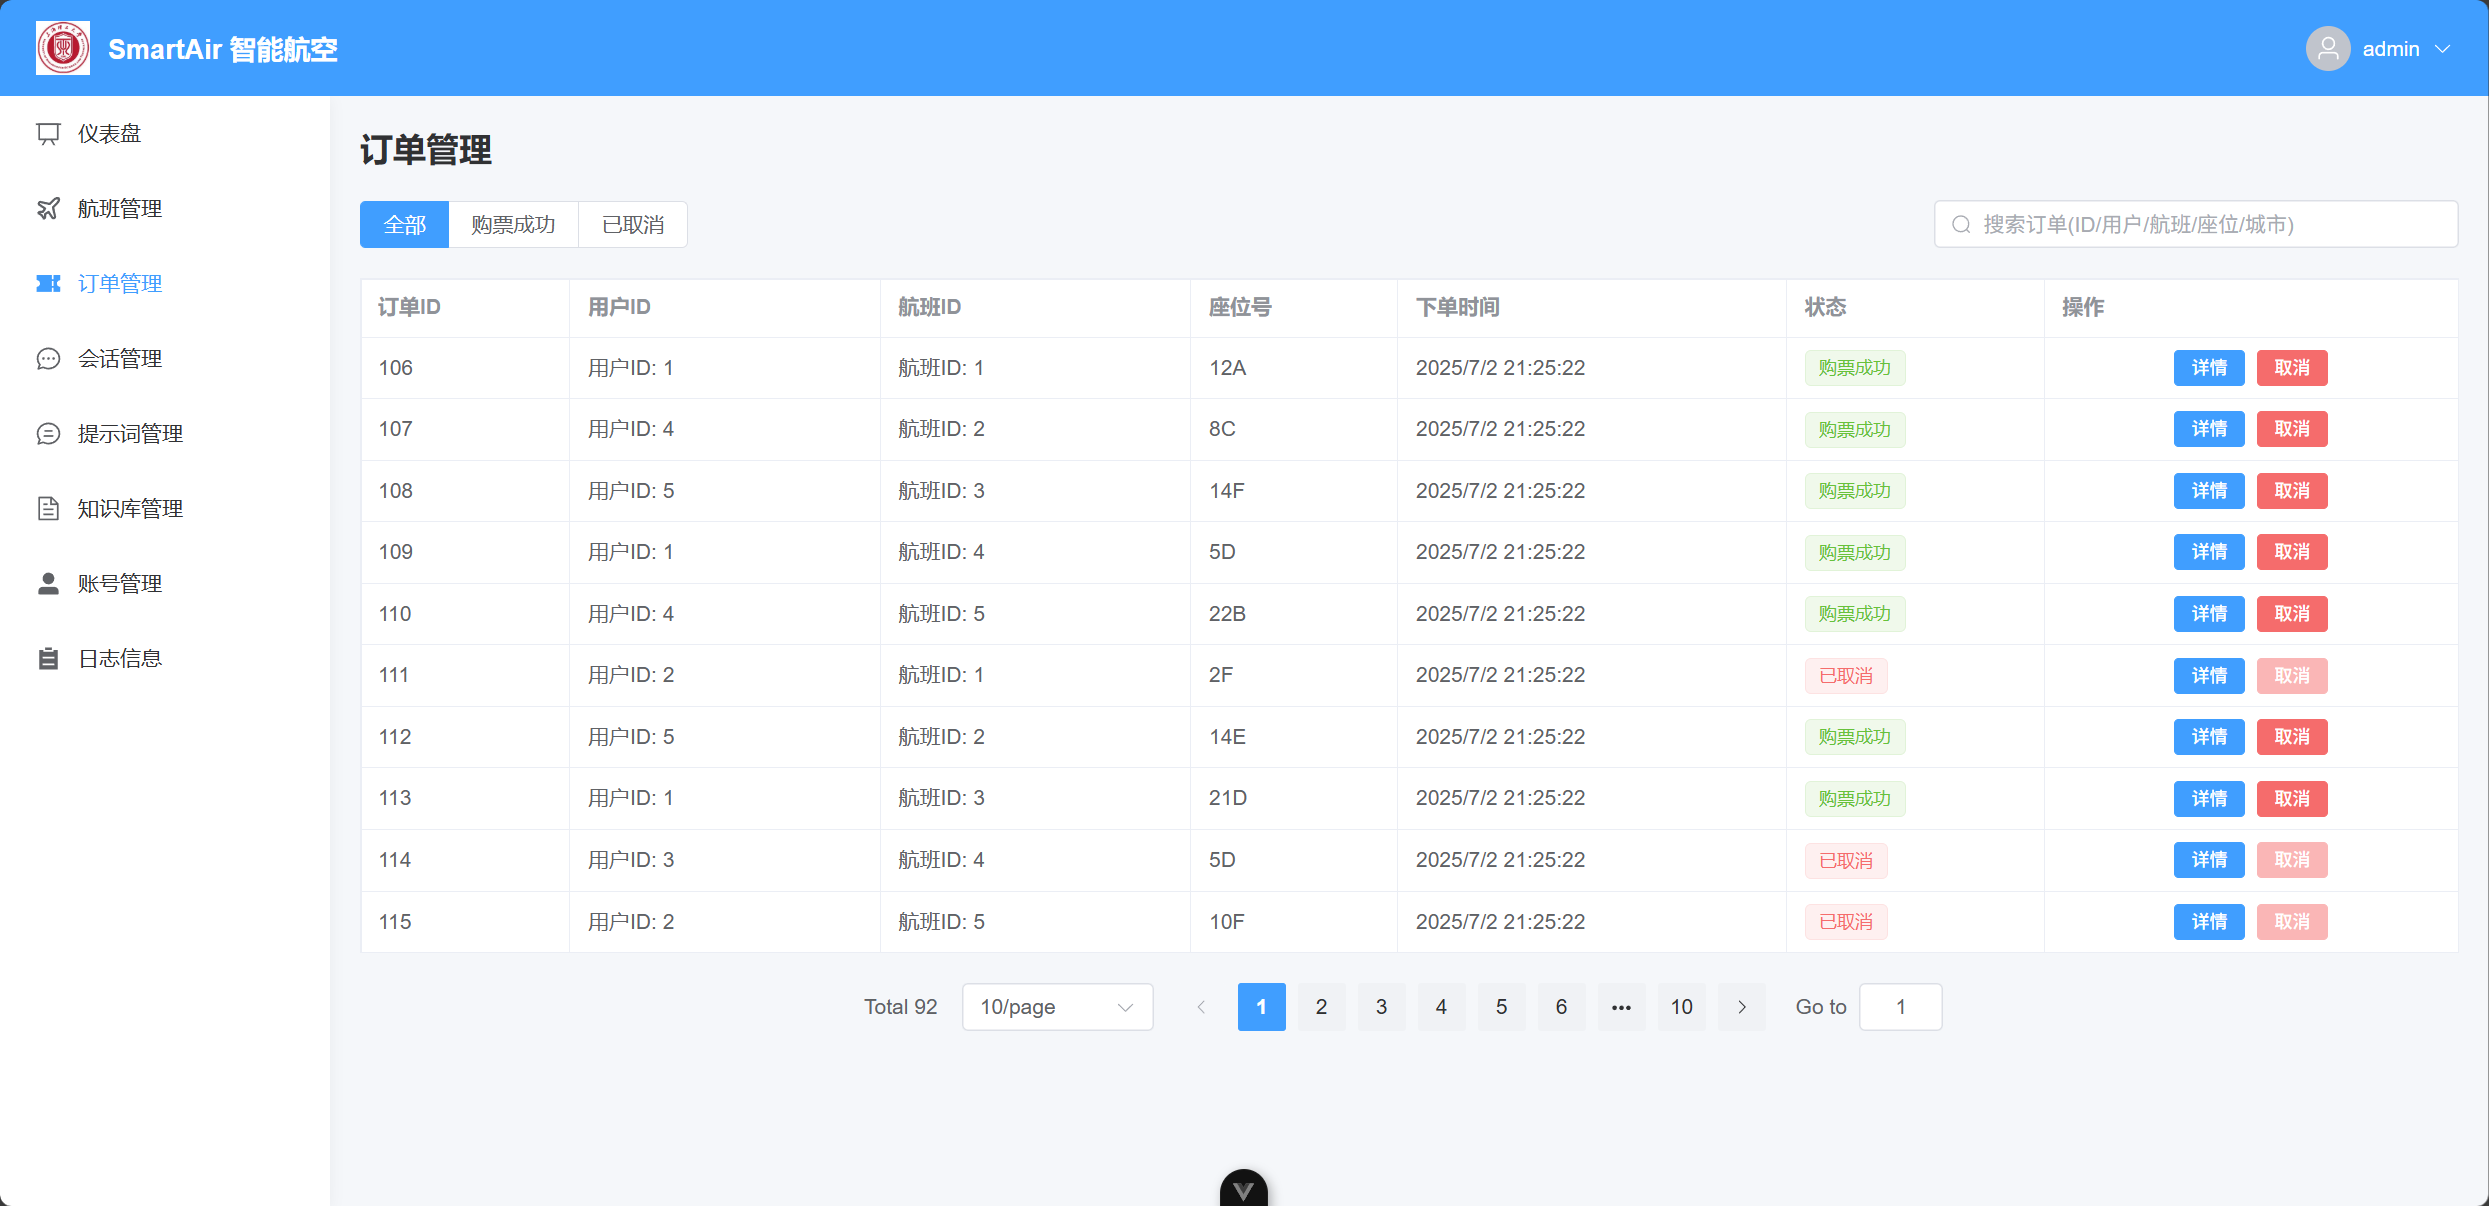 SmartAir 智能航空
admin
仪表盘
航班管理
订单管理
会话管理
提示词管理
知识库管理
账号管理
日志信息
订单管理
全部 购票成功 已取消
搜索订单(ID/用户/航班/座位/城市)
订单ID 用户ID 航班ID 座位号 下单时间 状态 操作
106 用户ID: 1 航班ID: 1 12A 2025/7/2 21:25:22 购票成功 详情 取消
107 用户ID: 4 航班ID: 2 8C 2025/7/2 21:25:22 购票成功 详情 取消
108 用户ID: 5 航班ID: 3 14F 2025/7/2 21:25:22 购票成功 详情 取消
109 用户ID: 1 航班ID: 4 5D 2025/7/2 21:25:22 购票成功 详情 取消
110 用户ID: 4 航班ID: 5 22B 2025/7/2 21:25:22 购票成功 详情 取消
111 用户ID: 2 航班ID: 1 2F 2025/7/2 21:25:22 已取消 详情 取消
112 用户ID: 5 航班ID: 2 14E 2025/7/2 21:25:22 购票成功 详情 取消
113 用户ID: 1 航班ID: 3 21D 2025/7/2 21:25:22 购票成功 详情 取消
114 用户ID: 3 航班ID: 4 5D 2025/7/2 21:25:22 已取消 详情 取消
115 用户ID: 2 航班ID: 5 10F 2025/7/2 21:25:22 已取消 详情 取消
Total 92 10/page 1 2 3 4 5 6 ••• 10 Go to 1